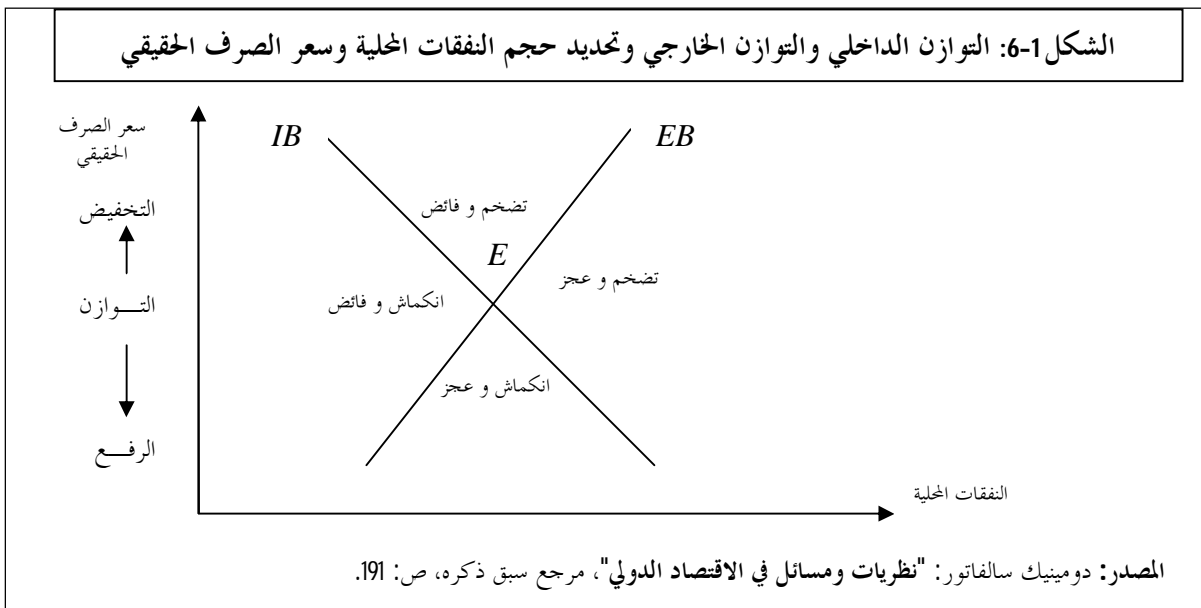 الشكل1-6: التوازن الداخلي والتوازن الخارجي وتحديد حجم النفقات المحلية وسعر الصرف الحقيقي
سعر الصرف
الحقيقي
IB
EB
التخفيض
تضخم و فائض
E
تضخم و عجز
التـــوازن
انكماش و فائض
انكماش و عجز
الرفـــع
النفقات المحلية
المصدر: دومينيك سالفاتور: "نظريات ومسائل في الاقتصاد الدولي"، مرجع سبق ذكره، ص: 191.